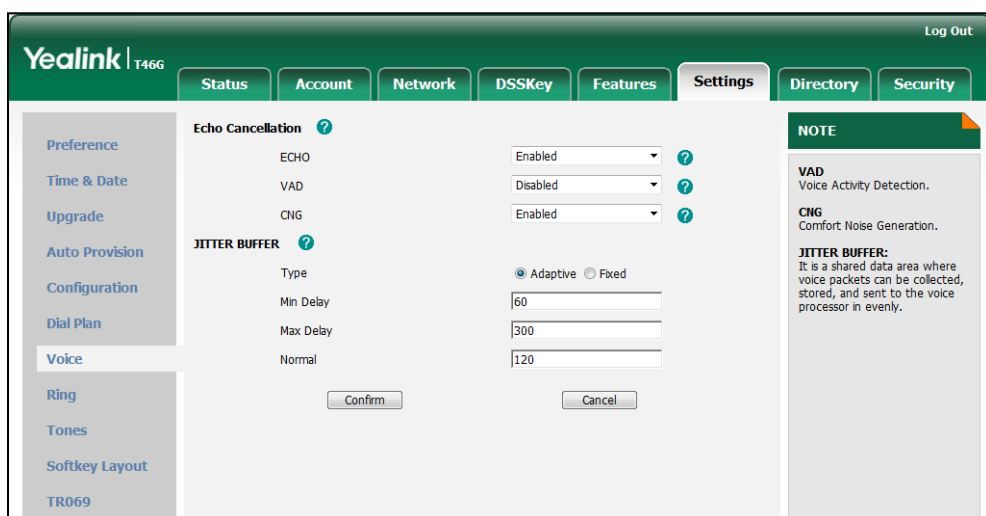 Log Out
Yealink T46G
Status Account Network DSSKey Features Settings Directory Security
Preference
Time & Date
Upgrade
Auto Provision
Configuration
Dial Plan
Voice
Ring
Tones
Softkey Layout
TR069
Echo Cancellation ?
ECHO Enabled ?
VAD Disabled ?
CNG Enabled ?
JITTER BUFFER ?
Type Adaptive Fixed
Min Delay 60
Max Delay 300
Normal 120
Confirm Cancel
NOTE
VAD
Voice Activity Detection.
CNG
Comfort Noise Generation.
JITTER BUFFER:
It is a shared data area where
voice packets can be collected,
stored, and sent to the voice
processor in evenly.